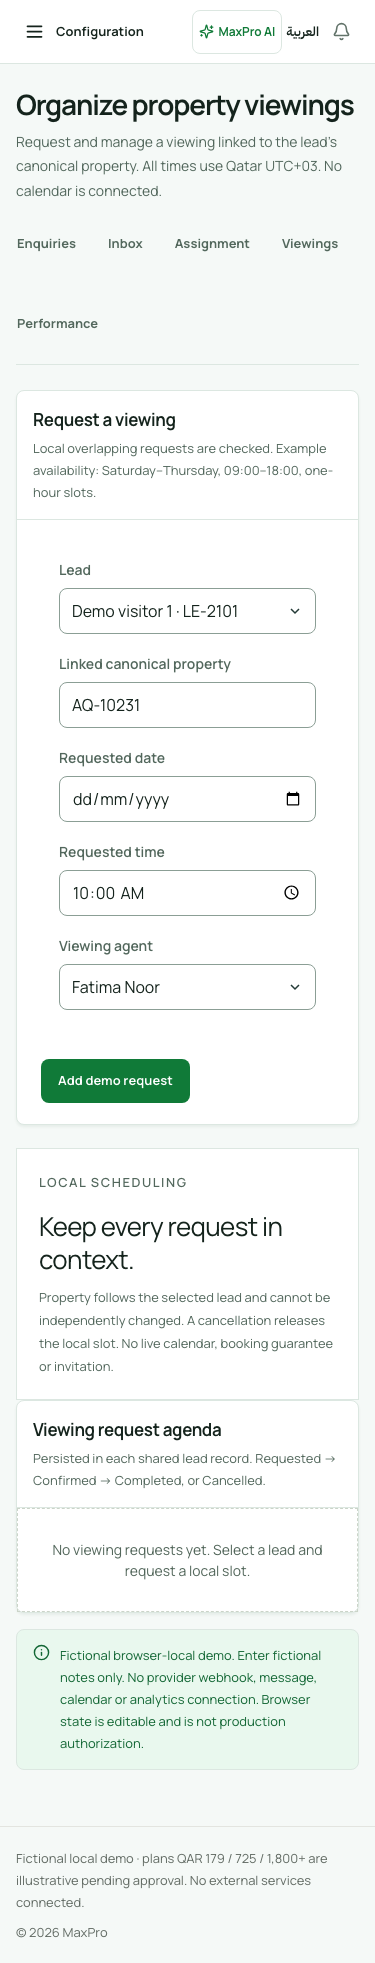 Configuration
MaxPro AI
العربية
Organize property viewings
Request and manage a viewing linked to the lead's
canonical property. All times use Qatar UTC+03. No
calendar is connected.
Enquiries
Inbox
Assignment
Viewings
Performance
Request a viewing
Local overlapping requests are checked. Example
availability: Saturday–Thursday, 09:00–18:00, one-
hour slots.
Lead
Demo visitor 1 · LE-2101
Linked canonical property
AQ-10231
Requested date
dd/mm/yyyy
Requested time
10:00 AM
Viewing agent
Fatima Noor
Add demo request
LOCAL SCHEDULING
Keep every request in
context.
Property follows the selected lead and cannot be
independently changed. A cancellation releases
the local slot. No live calendar, booking guarantee
or invitation.
Viewing request agenda
Persisted in each shared lead record. Requested →
Confirmed → Completed, or Cancelled.
No viewing requests yet. Select a lead and
request a local slot.
Fictional browser-local demo. Enter fictional
notes only. No provider webhook, message,
calendar or analytics connection. Browser
state is editable and is not production
authorization.
Fictional local demo · plans QAR 179 / 725 / 1,800+ are
illustrative pending approval. No external services
connected.
© 2026 MaxPro